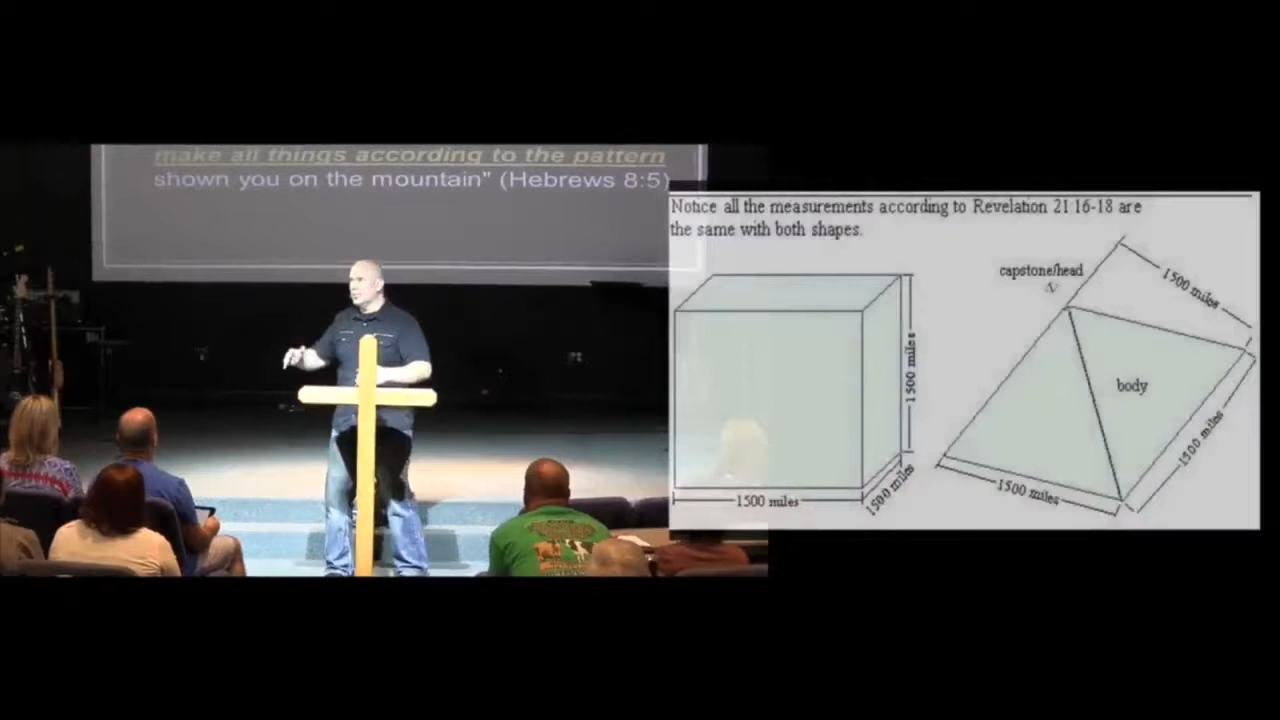 make all things according to the pattern
shown you on the mountain" (Hebrews 8:5)
Notice all the measurements according to Revelation 21:16-18 are
the same with both shapes.
capstone/head
1500 miles
body
1500 miles
1500 miles
1500 miles
1500 miles
1500 miles